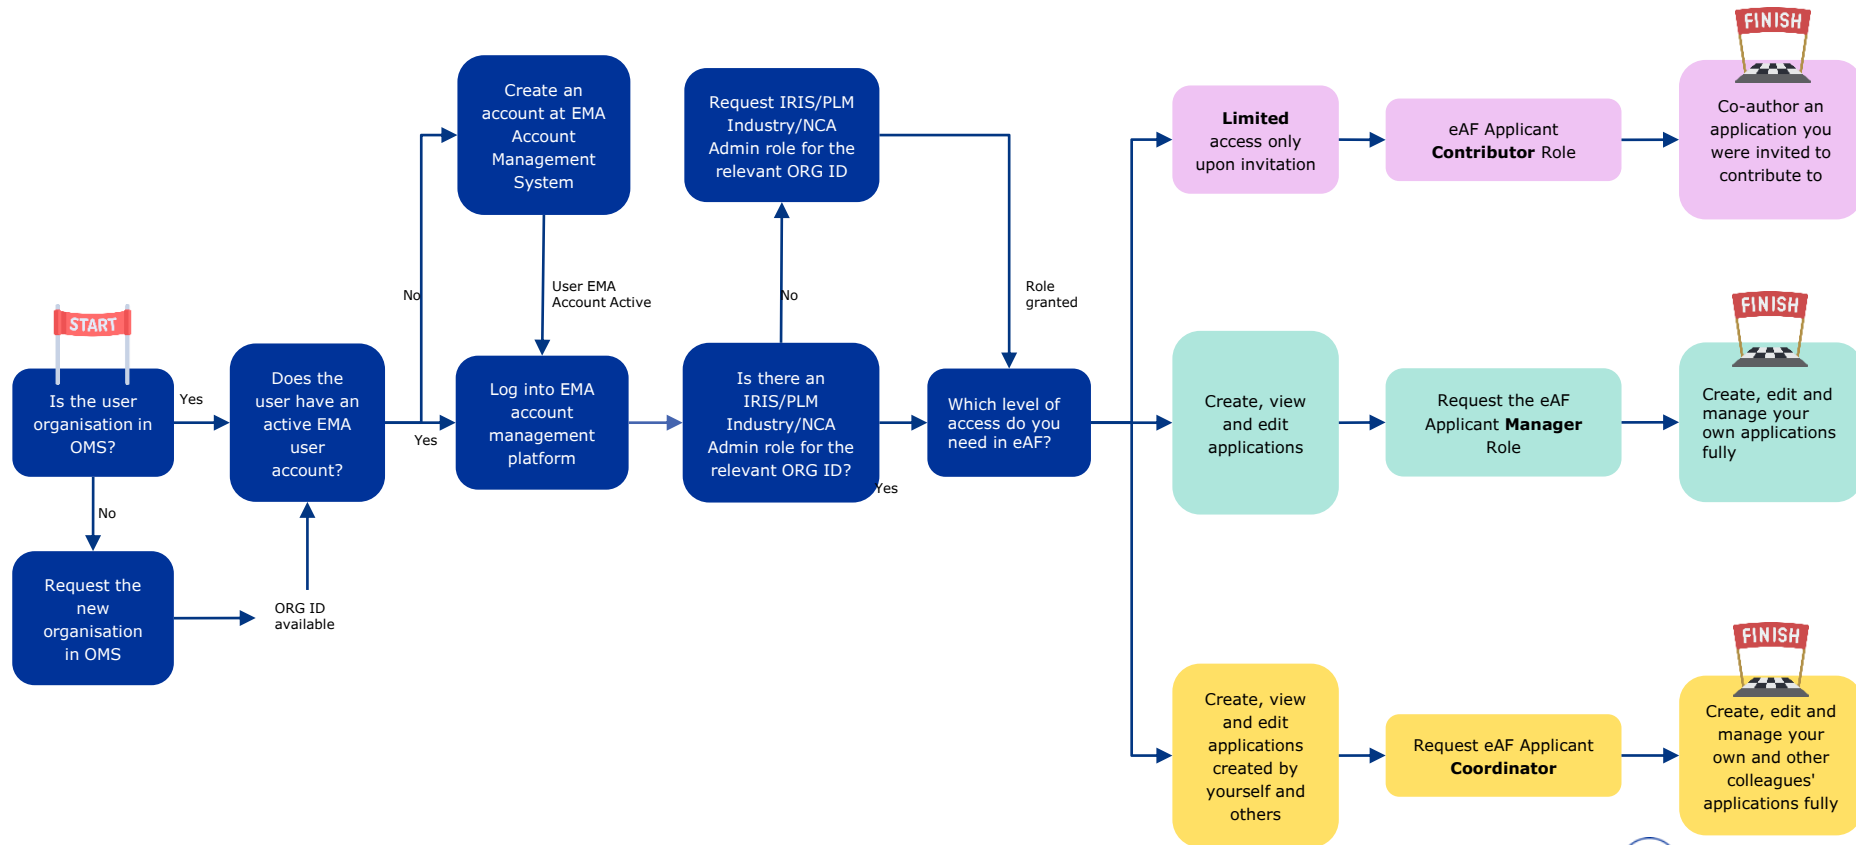 START
Is the user
organisation in
OMS?
Yes
No
Request the
new
organisation
in OMS
ORG ID
available
Does the
user have an
active EMA
user
account?
No
Yes
Create an
account at EMA
Account
Management
System
User EMA
Account Active
Log into EMA
account
management
platform
Request IRIS/PLM
Industry/NCA
Admin role for the
relevant ORG ID
No
Is there an
IRIS/PLM
Industry/NCA
Admin role for the
relevant ORG ID?
Yes
Role
granted
Which level of
access do you
need in eAF?
Limited
access only
upon invitation
eAF Applicant
Contributor Role
FINISH
Co-author an
application you
were invited to
contribute to
Create, view
and edit
applications
Request the eAF
Applicant Manager
Role
FINISH
Create, edit and
manage your
own applications
fully
Create, view
and edit
applications
created by
yourself and
others
Request eAF Applicant
Coordinator
FINISH
Create, edit and
manage your
own and other
colleagues'
applications fully